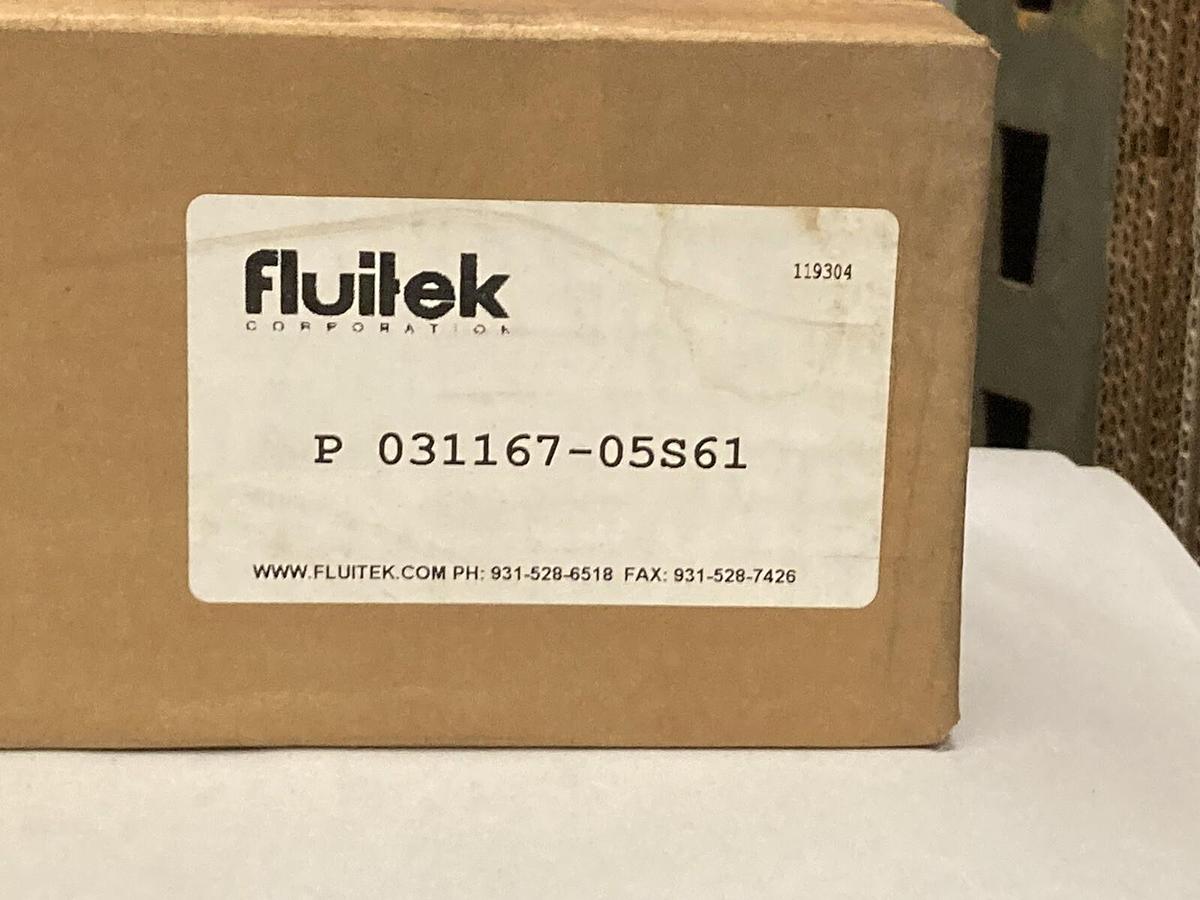 fluitek
CORPORATION
119304
P 031167-05S61
WWW.FLUITEK.COM PH: 931-528-6518 FAX: 931-528-7426